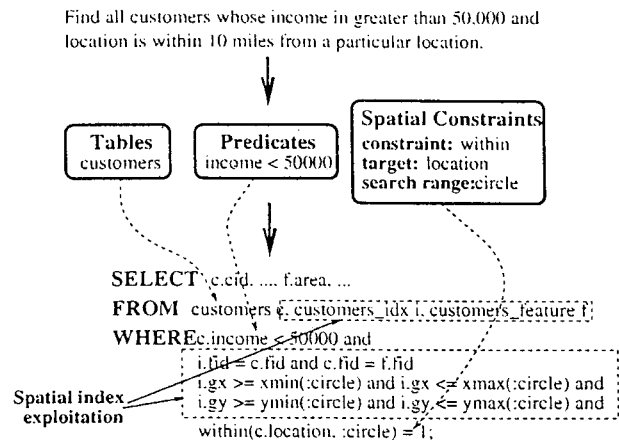 Find all customers whose income in greater than 50,000 and
location is within 10 miles from a particular location.
Tables
customers
Predicates
income < 50000
Spatial Constraints
constraint: within
target: location
search range:circle
SELECT c.cid, ..., f.area, ...
FROM customers c, customers_idx i, customers_feature f
WHERE c.income < 50000 and
i.fid = c.fid and c.fid = f.fid
i.gx >= xmin(:circle) and i.gx <= xmax(:circle) and
i.gy >= ymin(:circle) and i.gy <= ymax(:circle) and
within(c.location, :circle) = 1;
Spatial index
exploitation